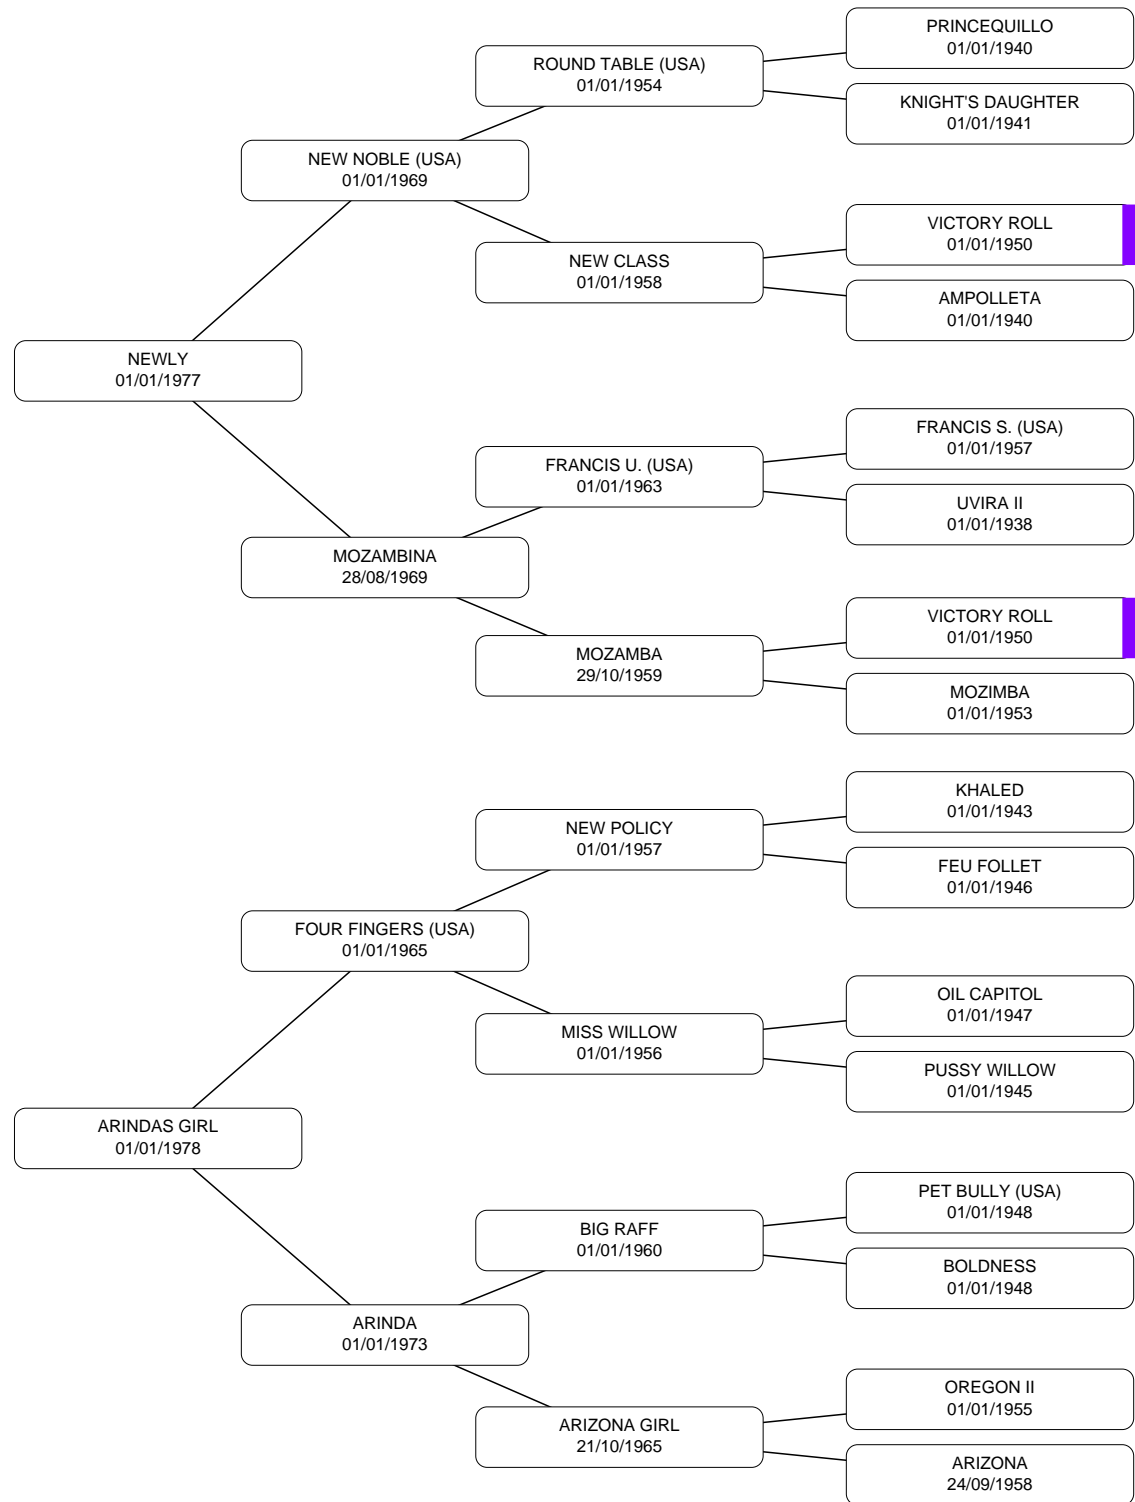 PRINCEQUILLO
01/01/1940
ROUND TABLE (USA)
01/01/1954
KNIGHT'S DAUGHTER
01/01/1941
NEW NOBLE (USA)
01/01/1969
VICTORY ROLL
01/01/1950
NEW CLASS
01/01/1958
AMPOLLETA
01/01/1940
NEWLY
01/01/1977
FRANCIS S. (USA)
01/01/1957
FRANCIS U. (USA)
01/01/1963
UVIRA II
01/01/1938
MOZAMBINA
28/08/1969
VICTORY ROLL
01/01/1950
MOZAMBA
29/10/1959
MOZIMBA
01/01/1953
KHALED
01/01/1943
NEW POLICY
01/01/1957
FEU FOLLET
01/01/1946
FOUR FINGERS (USA)
01/01/1965
OIL CAPITOL
01/01/1947
MISS WILLOW
01/01/1956
PUSSY WILLOW
01/01/1945
ARINDAS GIRL
01/01/1978
PET BULLY (USA)
01/01/1948
BIG RAFF
01/01/1960
BOLDNESS
01/01/1948
ARINDA
01/01/1973
OREGON II
01/01/1955
ARIZONA GIRL
21/10/1965
ARIZONA
24/09/1958